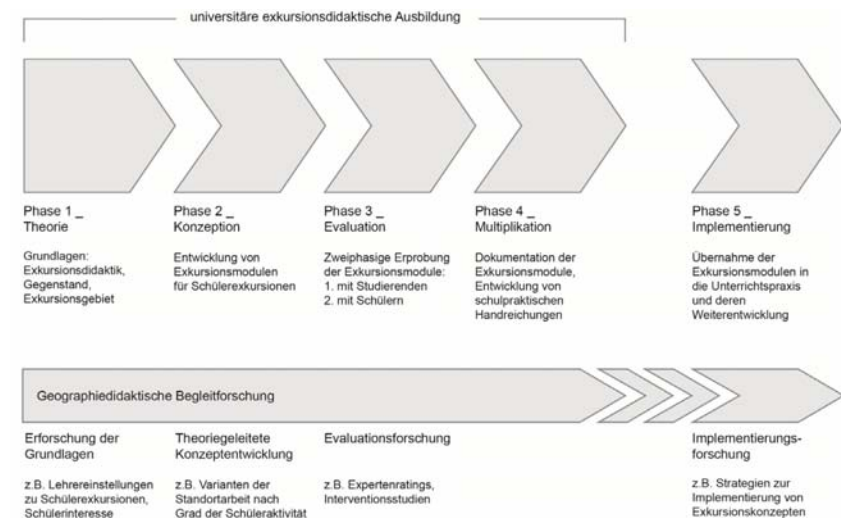 universitäre exkursionsdidaktische Ausbildung
Phase 1 _
Theorie
Grundlagen:
Exkursionsdidaktik,
Gegenstand,
Exkursionsgebiet
Phase 2 _
Konzeption
Entwicklung von
Exkursionsmodulen
für Schülerexkursionen
Phase 3 _
Evaluation
Zweiphasige Erprobung
der Exkursionsmodule:
1. mit Studierenden
2. mit Schülern
Phase 4 _
Multiplikation
Dokumentation der
Exkursionsmodule,
Entwicklung von
schulpraktischen
Handreichungen
Phase 5 _
Implementierung
Übernahme der
Exkursionsmodulen in
die Unterrichtspraxis
und deren
Weiterentwicklung
Geographiedidaktische Begleitforschung
Erforschung der
Grundlagen
z.B. Lehrereinstellungen
zu Schülerexkursionen,
Schülerinteresse
Theoriegeleitete
Konzeptentwicklung
z.B. Varianten der
Standortarbeit nach
Grad der Schüleraktivität
Evaluationsforschung
z.B. Expertenratings,
Interventionsstudien
Implementierungs-
forschung
z.B. Strategien zur
Implementierung von
Exkursionskonzepten